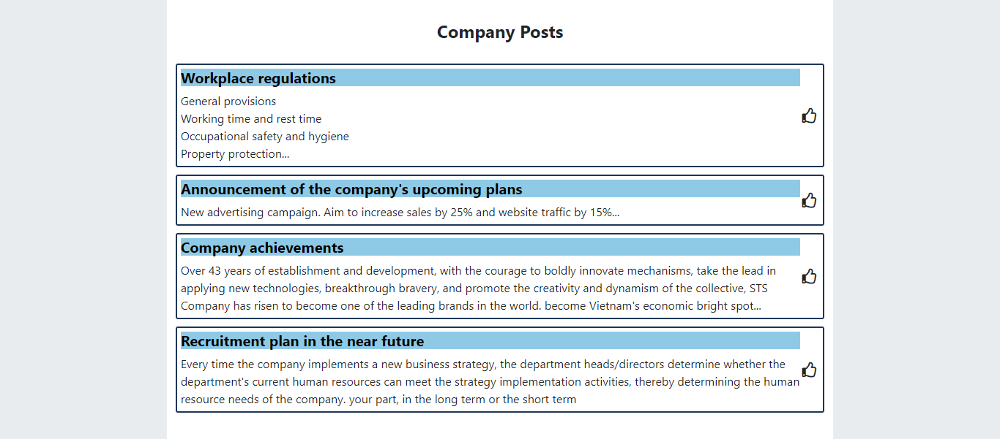 Company Posts
Workplace regulations
General provisions
Working time and rest time
Occupational safety and hygiene
Property protection...
Announcement of the company's upcoming plans
New advertising campaign. Aim to increase sales by 25% and website traffic by 15%...
Company achievements
Over 43 years of establishment and development, with the courage to boldly innovate mechanisms, take the lead in
applying new technologies, breakthrough bravery, and promote the creativity and dynamism of the collective, STS
Company has risen to become one of the leading brands in the world. become Vietnam's economic bright spot...
Recruitment plan in the near future
Every time the company implements a new business strategy, the department heads/directors determine whether the
department's current human resources can meet the strategy implementation activities, thereby determining the human
resource needs of the company. your part, in the long term or the short term